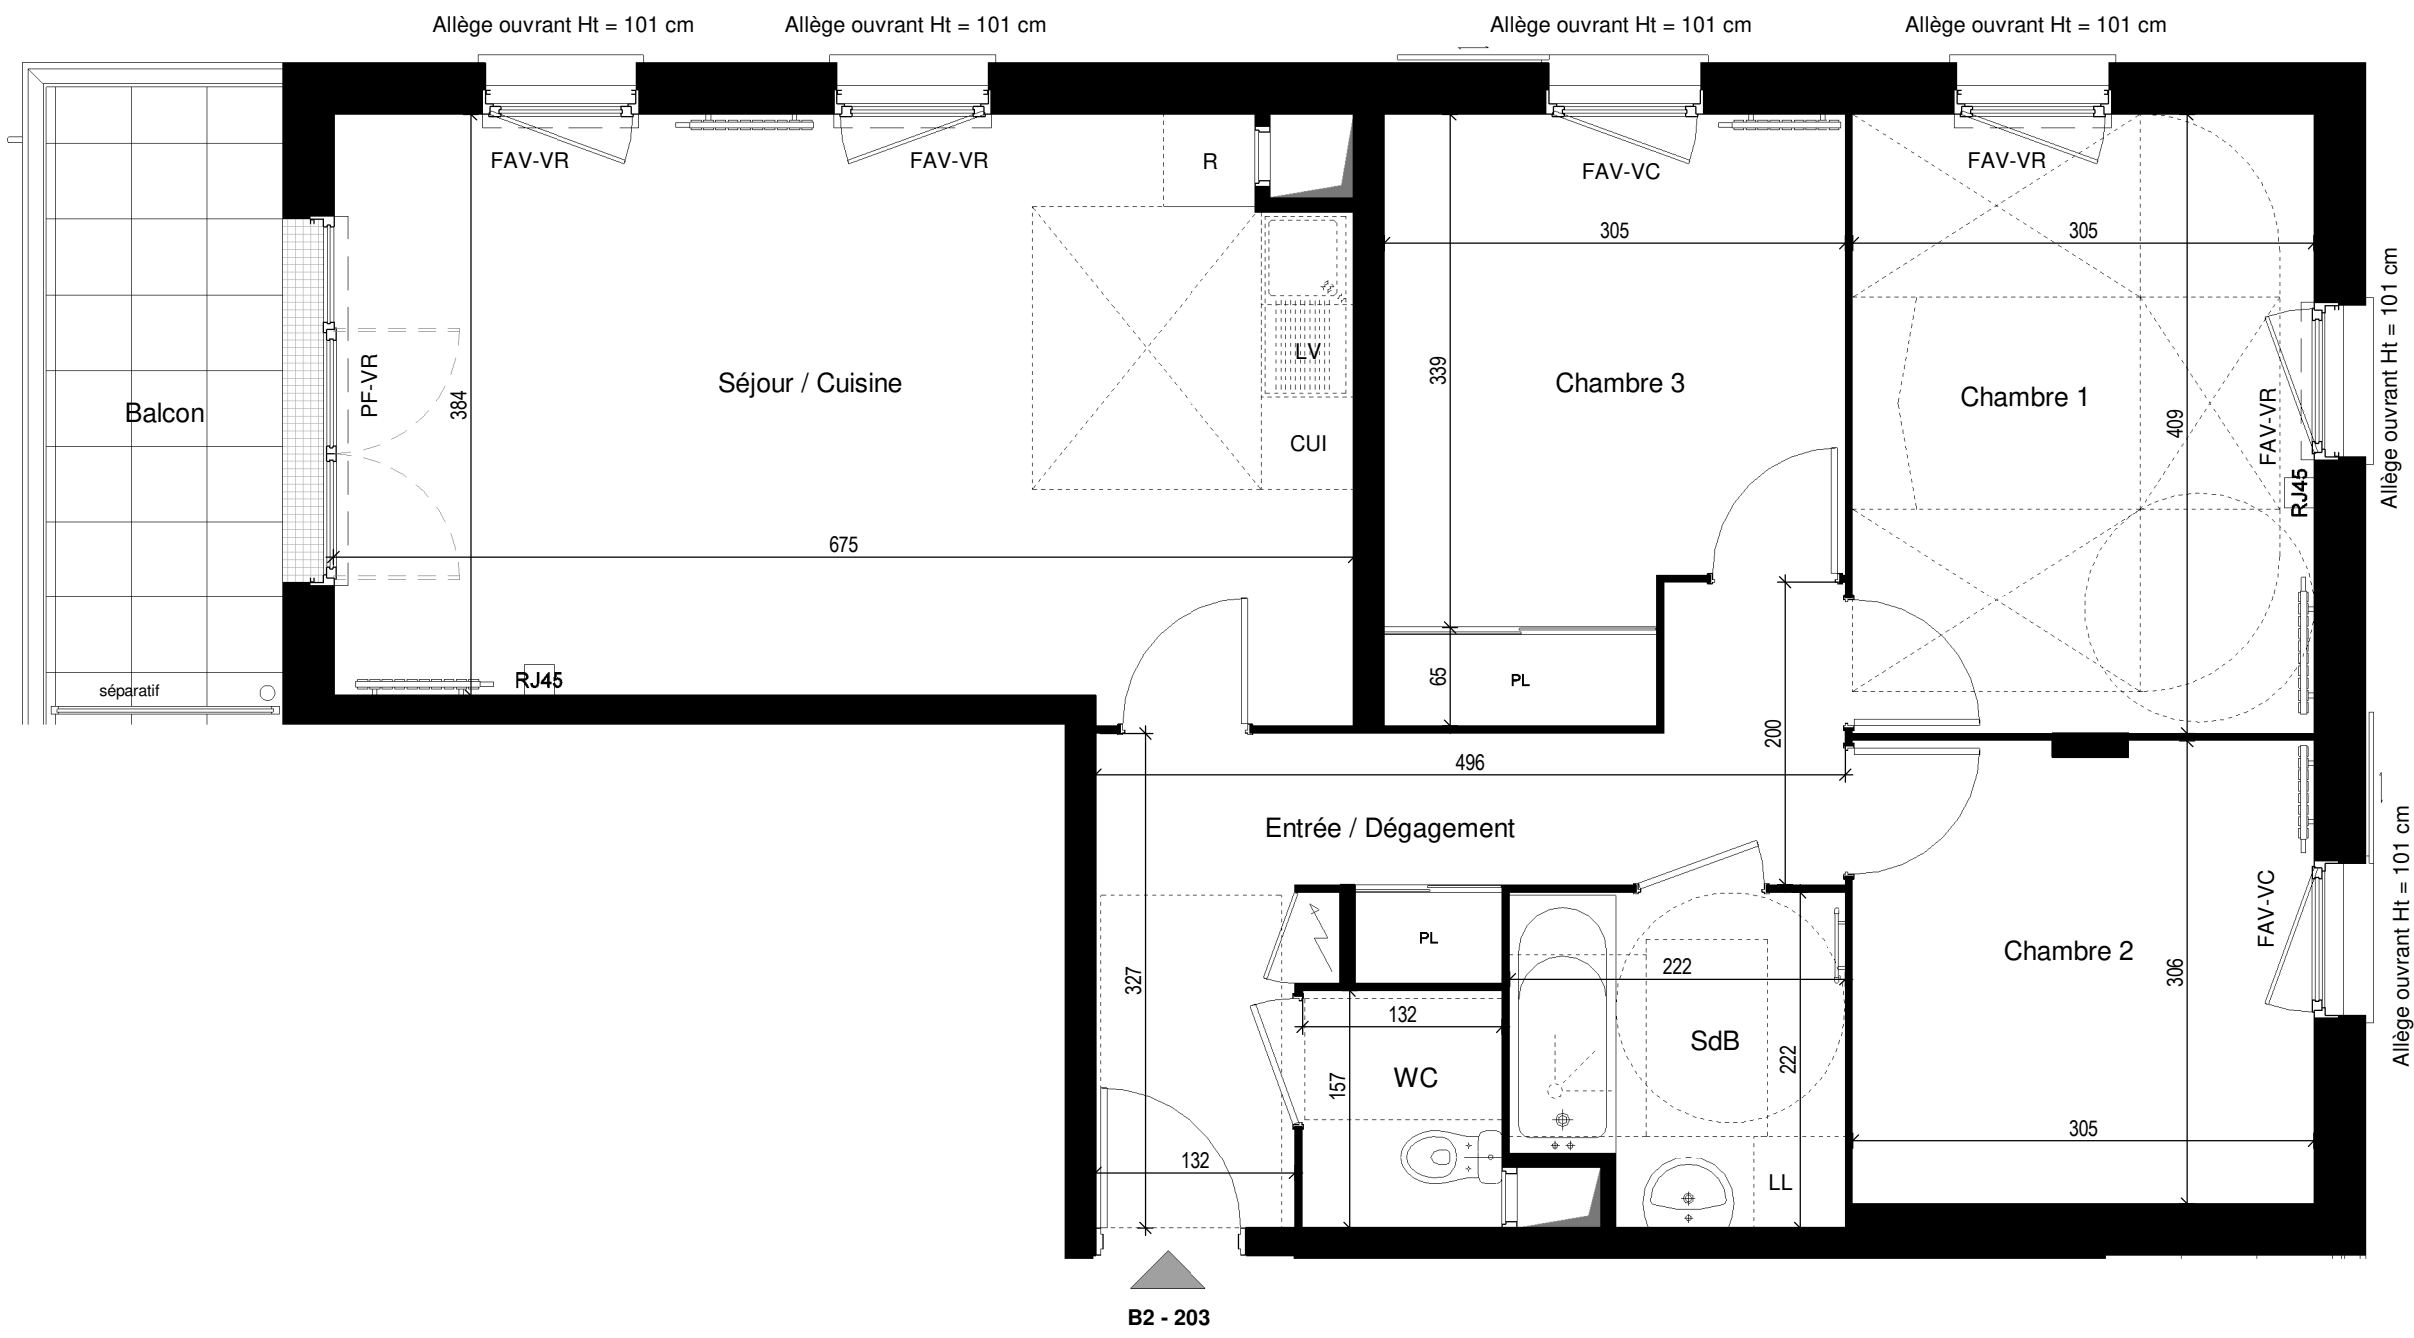 Allège ouvrant Ht = 101 cm
Allège ouvrant Ht = 101 cm
Allège ouvrant Ht = 101 cm
Allège ouvrant Ht = 101 cm
FAV-VR
FAV-VR
R
FAV-VC
FAV-VR
305
305
Allège ouvrant Ht = 101 cm
PF-VR
384
Balcon
Séjour / Cuisine
LV
CUI
339
Chambre 3
Chambre 1
409
FAV-VR
RJ45
675
séparatif
RJ45
65
PL
200
496
Entrée / Dégagement
Allège ouvrant Ht = 101 cm
FAV-VC
PL
327
222
Chambre 2
306
132
SdB
222
WC
157
305
132
LL
B2 - 203